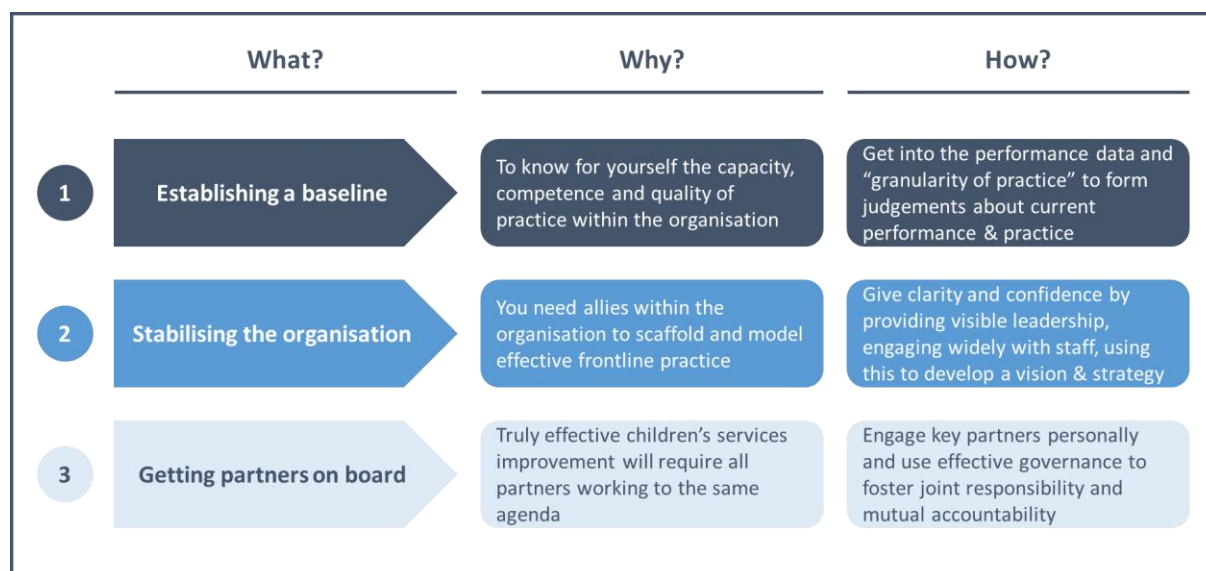 What?
Why?
How?
1
Establishing a baseline
To know for yourself the capacity,
competence and quality of
practice within the organisation
Get into the performance data and
“granularity of practice” to form
judgements about current
performance & practice
2
Stabilising the organisation
You need allies within the
organisation to scaffold and model
effective frontline practice
Give clarity and confidence by
providing visible leadership,
engaging widely with staff, using
this to develop a vision & strategy
3
Getting partners on board
Truly effective children’s services
improvement will require all
partners working to the same
agenda
Engage key partners personally
and use effective governance to
foster joint responsibility and
mutual accountability